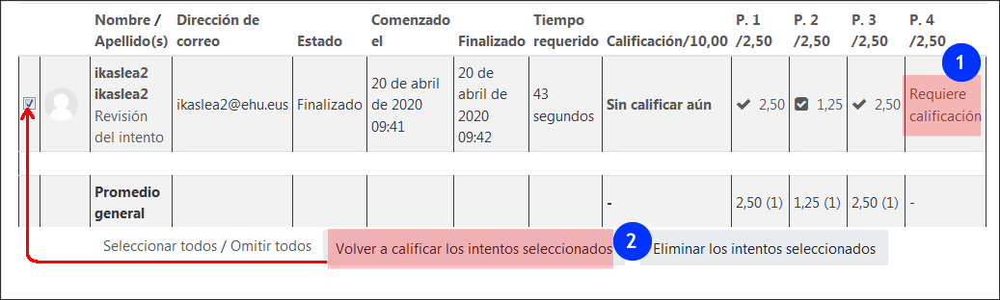 Nombre / Apellido(s)
Dirección de correo
Estado
Comenzado el
Finalizado
Tiempo requerido
Calificación/10,00
P. 1 /2,50
P. 2 /2,50
P. 3 /2,50
P. 4 /2,50
1
ikaslea2
ikaslea2
Revisión
del intento
ikaslea2@ehu.eus
Finalizado
20 de abril
de 2020
09:41
20 de
abril de
2020
09:42
43
segundos
Sin calificar aún
2,50
1,25
2,50
Requiere
calificación
Promedio
general
-
2,50 (1)
1,25 (1)
2,50 (1)
-
Seleccionar todos / Omitir todos
Volver a calificar los intentos seleccionados
2
Eliminar los intentos seleccionados